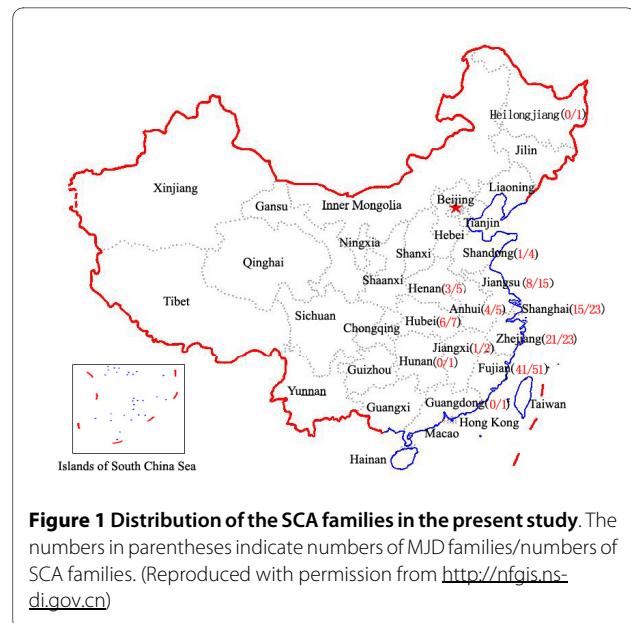 Heilongjiang(0/1)
Jilin
Liaoning
Xinjiang
Gansu
Inner Mongolia
Beijing
Tianjin
Hebei
Ningxia
Shanxi
Shandong(1/4)
Qinghai
Shaanxi
Henan(3/5)
Jiangsu (8/15)
Tibet
Sichuan
Anhui(4/5)
Shanghai(15/23)
Chongqing
Hubei(6/7)
Zhejiang(21/23)
Jiangxi(1/2)
Hunan(0/1)
Guizhou
Fujian(41/51)
Yunnan
Guangxi
Guangdong(0/1)
Taiwan
Hong Kong
Macao
Hainan
Islands of South China Sea
Figure 1 Distribution of the SCA families in the present study. The
numbers in parentheses indicate numbers of MJD families/numbers of
SCA families. (Reproduced with permission from http://nfgis.ns-
di.gov.cn)